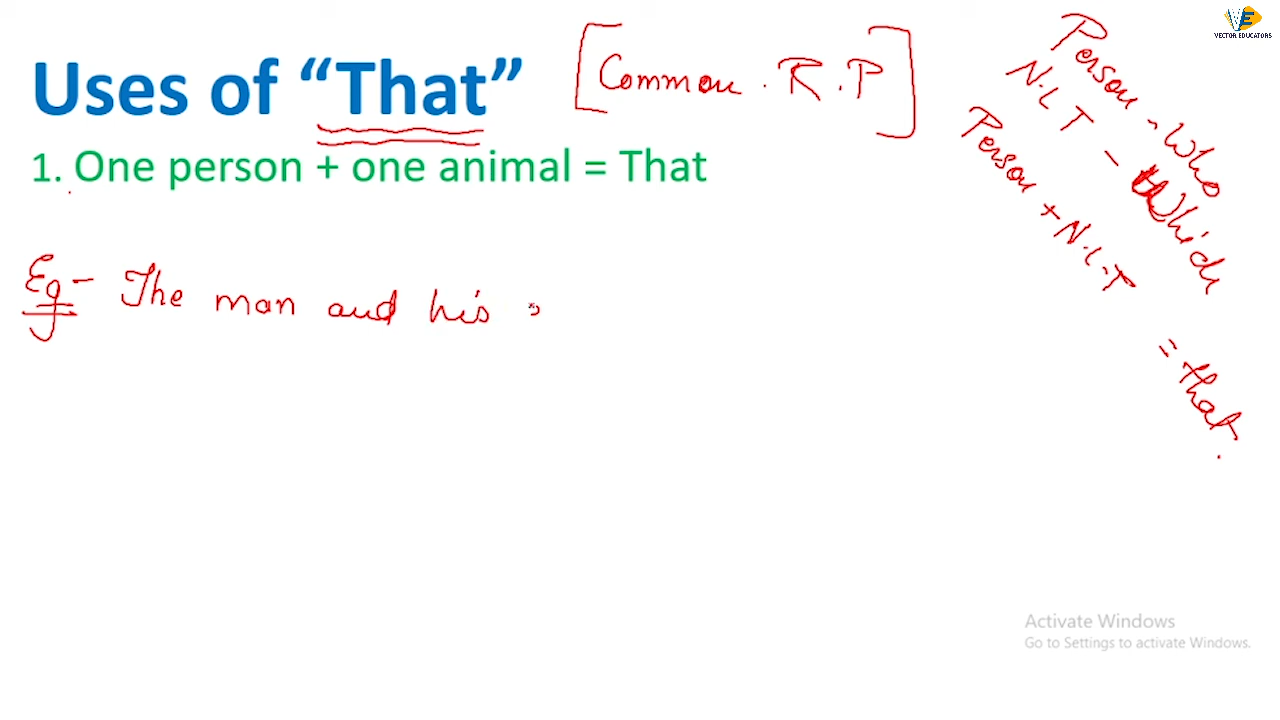 Uses of “That”
[Common . R . P]
1. One person + one animal = That
Eg - The man and his
Person - Who
N.L.T - Which
Person + N.L.T
= that.
VECTOR EDUCATORS
Activate Windows
Go to Settings to activate Windows.